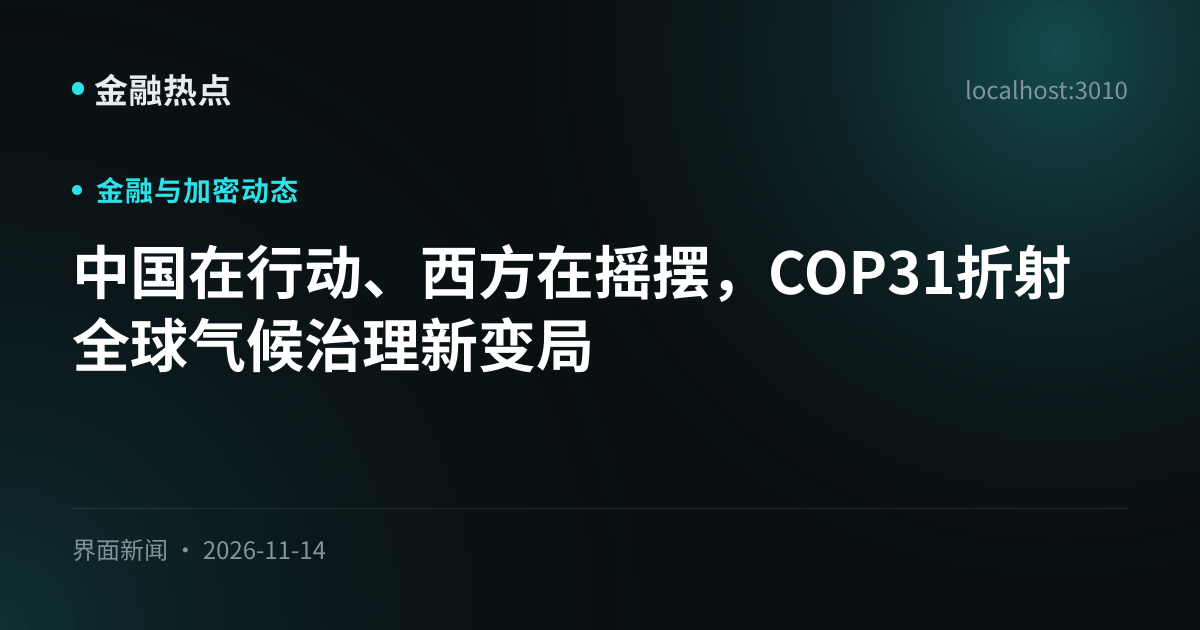 金融热点
localhost:3010
金融与加密动态
中国在行动、西方在摇摆，COP31折射
全球气候治理新变局
界面新闻 · 2026-11-14